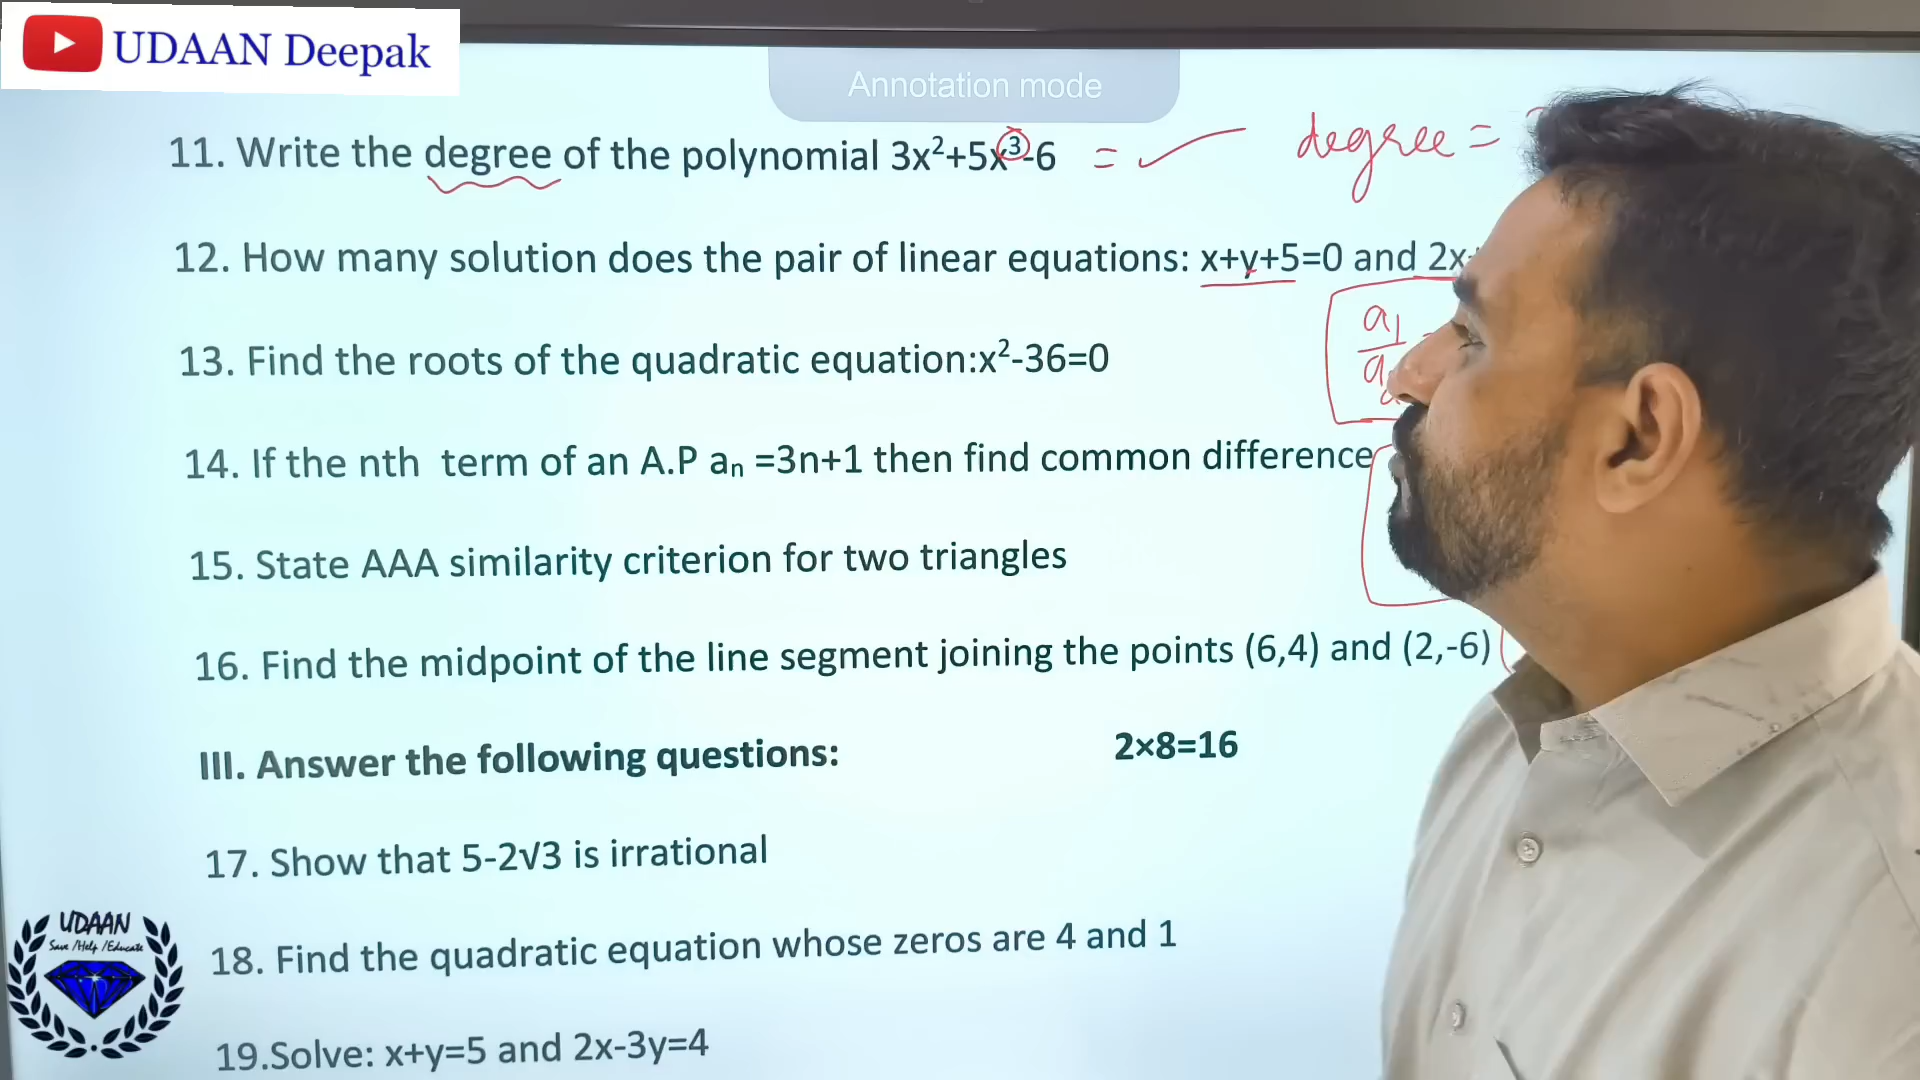 UDAAN Deepak
Annotation mode
11. Write the degree of the polynomial 3x²+5x³-6 = degree =
12. How many solution does the pair of linear equations: x+y+5=0 and 2x
a₁
a
13. Find the roots of the quadratic equation:x²-36=0
14. If the nth term of an A.P aₙ =3n+1 then find common difference
15. State AAA similarity criterion for two triangles
16. Find the midpoint of the line segment joining the points (6,4) and (2,-6)
III. Answer the following questions: 2×8=16
17. Show that 5-2√3 is irrational
UDAAN
Save /Help /Educate
18. Find the quadratic equation whose zeros are 4 and 1
19.Solve: x+y=5 and 2x-3y=4